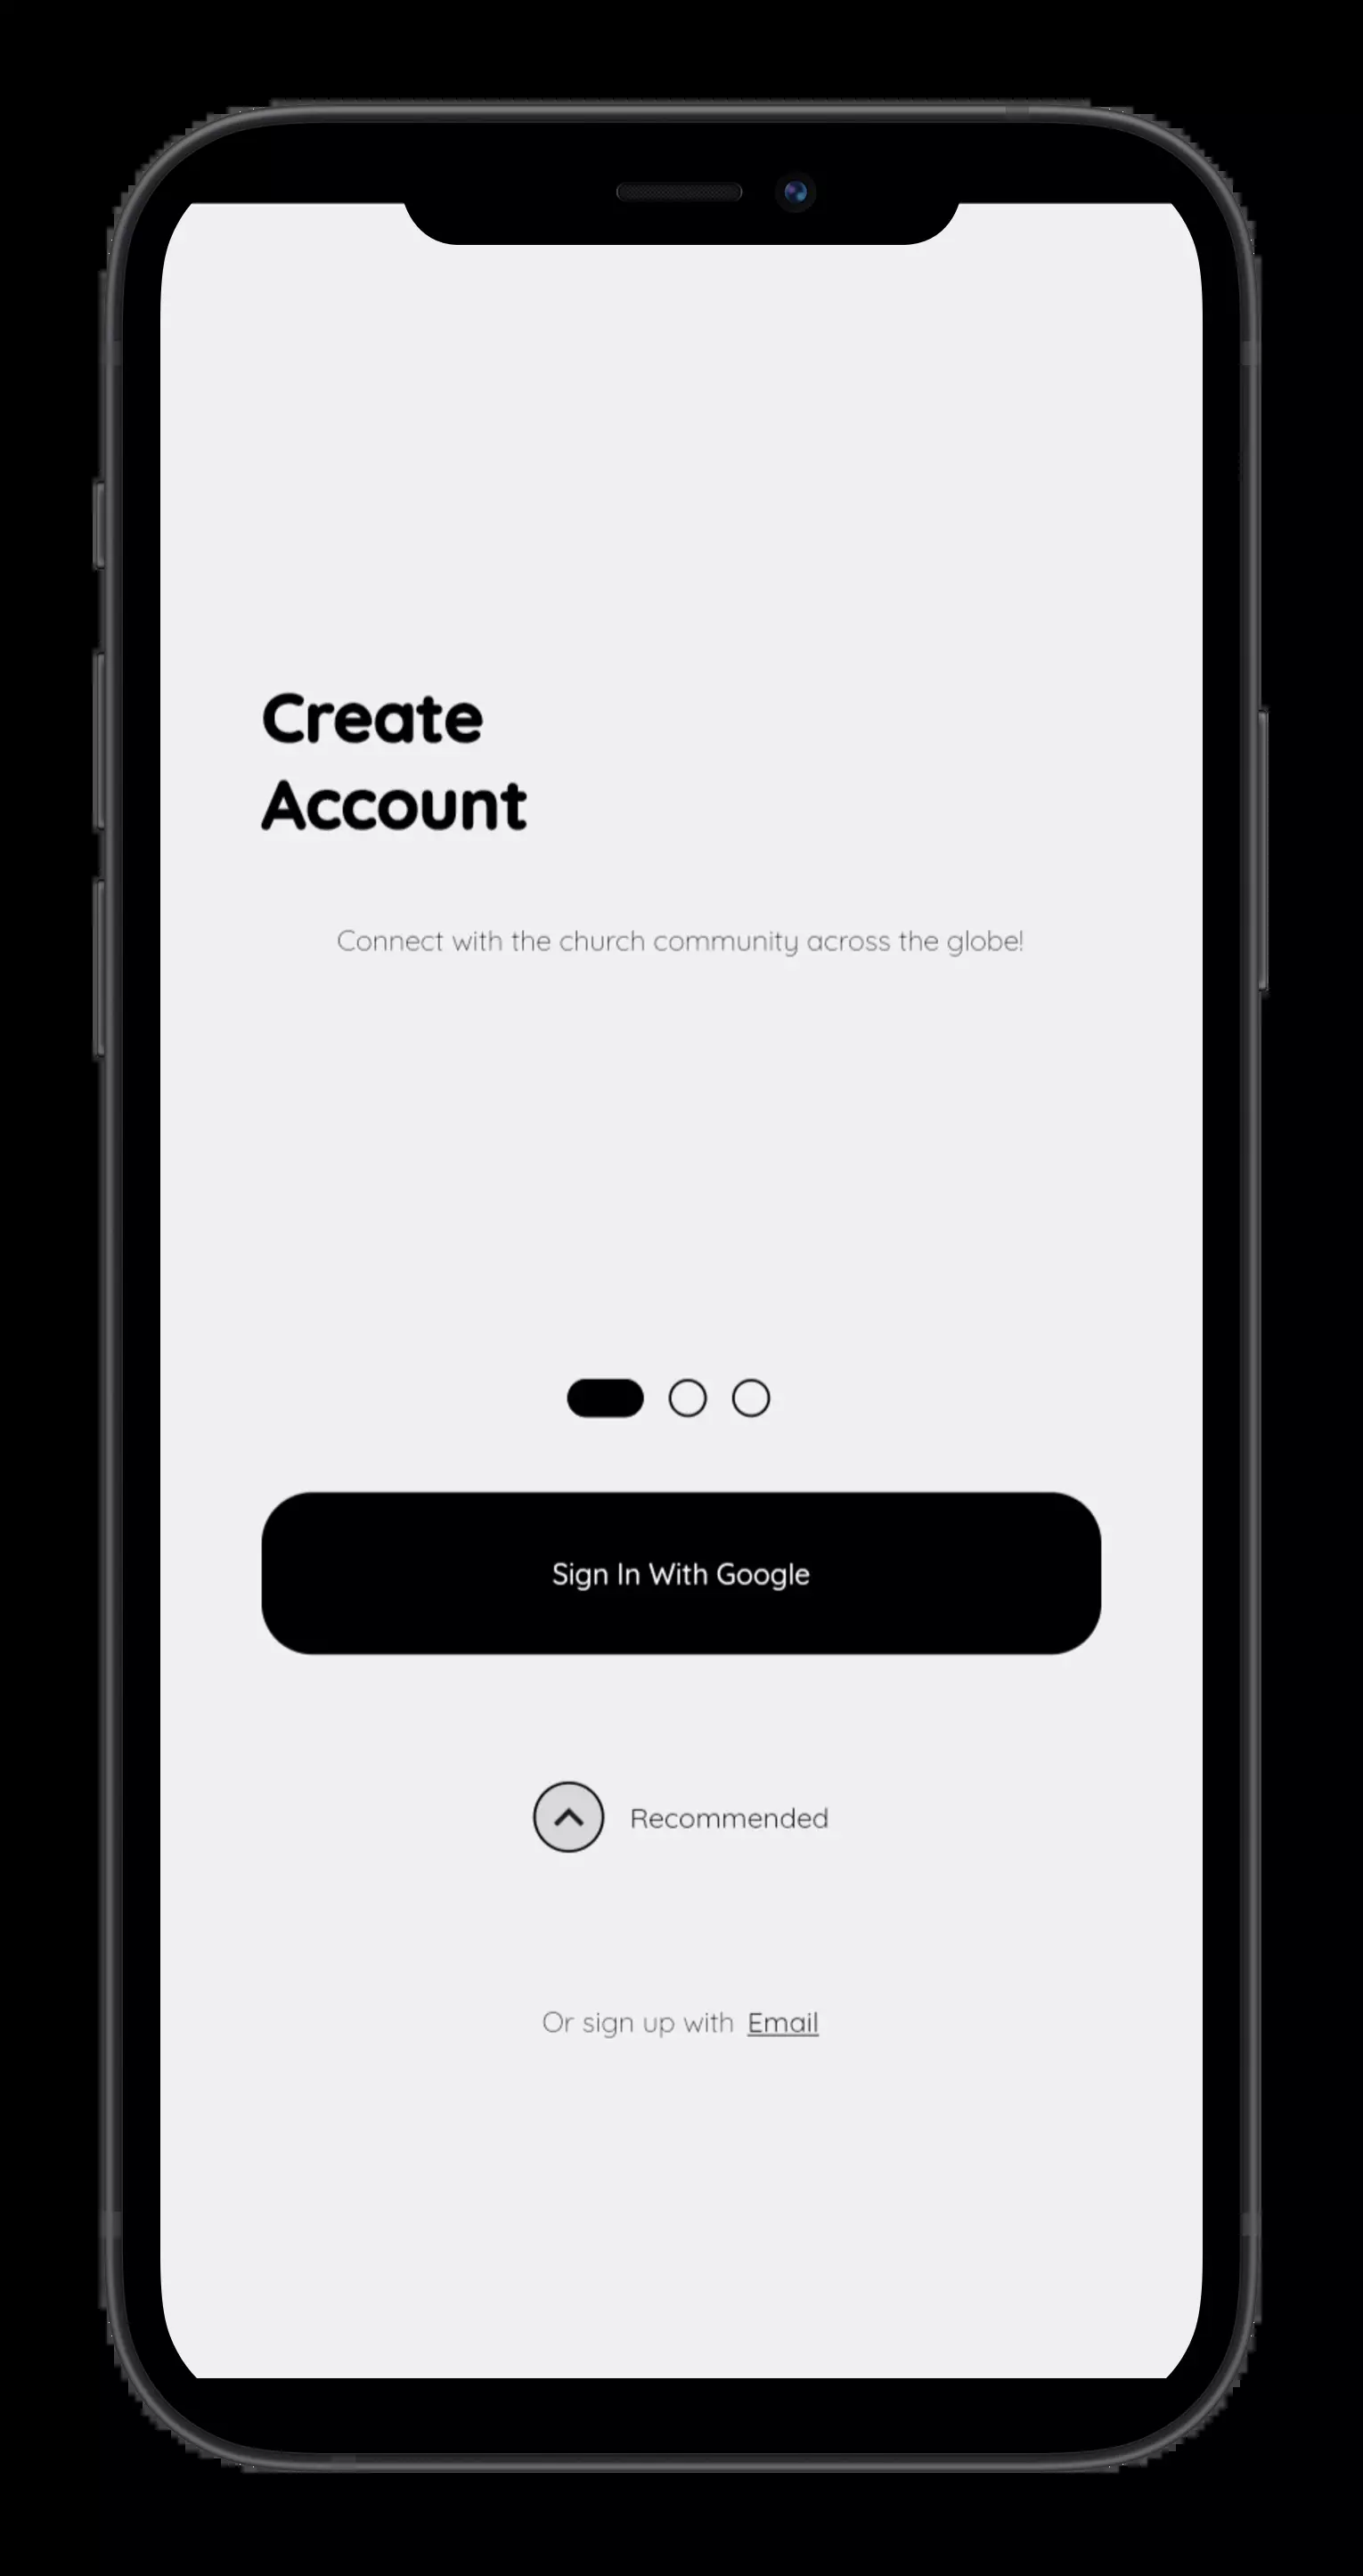 Create
Account
Connect with the church community across the globe!
Sign In With Google
Recommended
Or sign up with Email